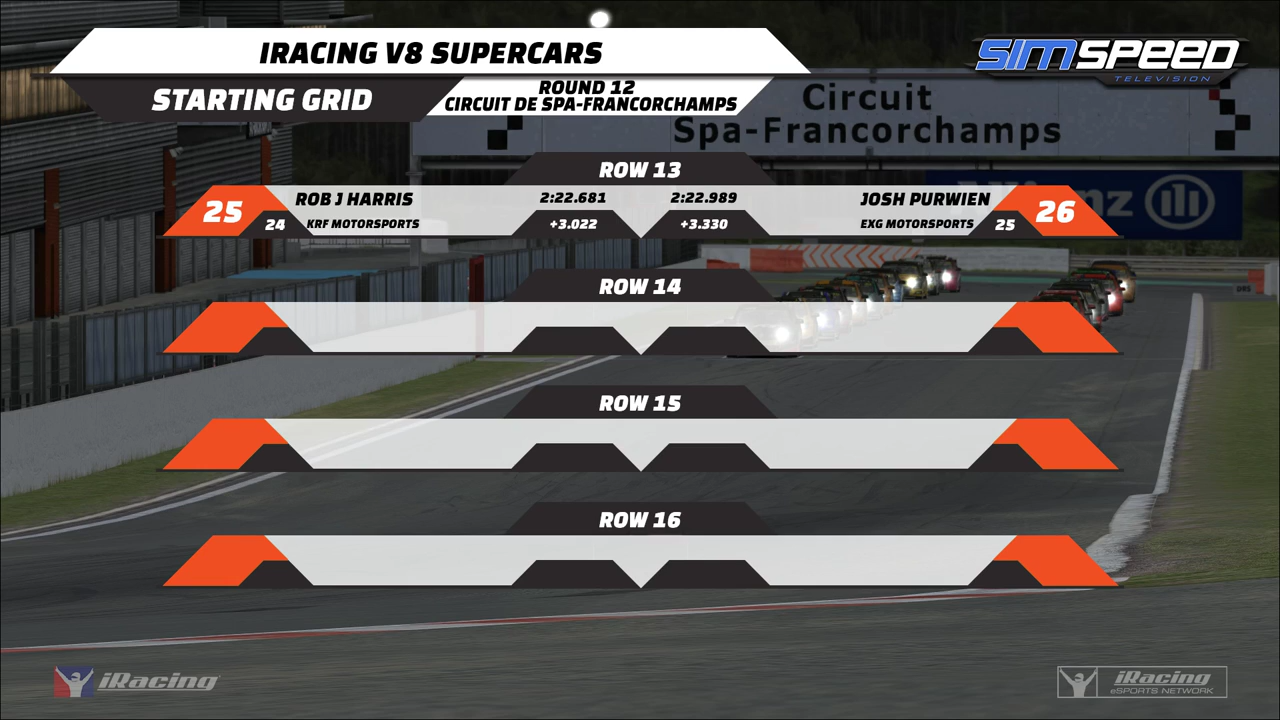 IRACING V8 SUPERCARS
SIMSPEED
TELEVISION
STARTING GRID
ROUND 12
CIRCUIT DE SPA-FRANCORCHAMPS
Circuit
Spa-Francorchamps
ROW 13
25
ROB J HARRIS
2:22.681
2:22.989
JOSH PURWIEN
26
24
KRF MOTORSPORTS
+3.022
+3.330
EXG MOTORSPORTS
25
ROW 14
ROW 15
ROW 16
iRacing
iRacing
eSPORTS NETWORK